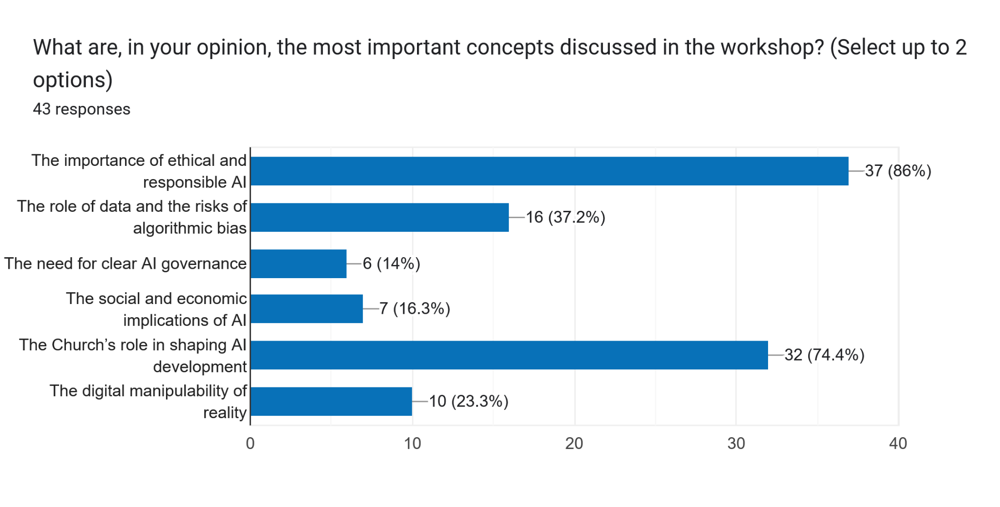 What are, in your opinion, the most important concepts discussed in the workshop? (Select up to 2
options)
43 responses
The importance of ethical and
responsible AI
37 (86%)
The role of data and the risks of
algorithmic bias
16 (37.2%)
The need for clear AI governance
6 (14%)
The social and economic
implications of AI
7 (16.3%)
The Church’s role in shaping AI
development
32 (74.4%)
The digital manipulability of
reality
10 (23.3%)
0 10 20 30 40